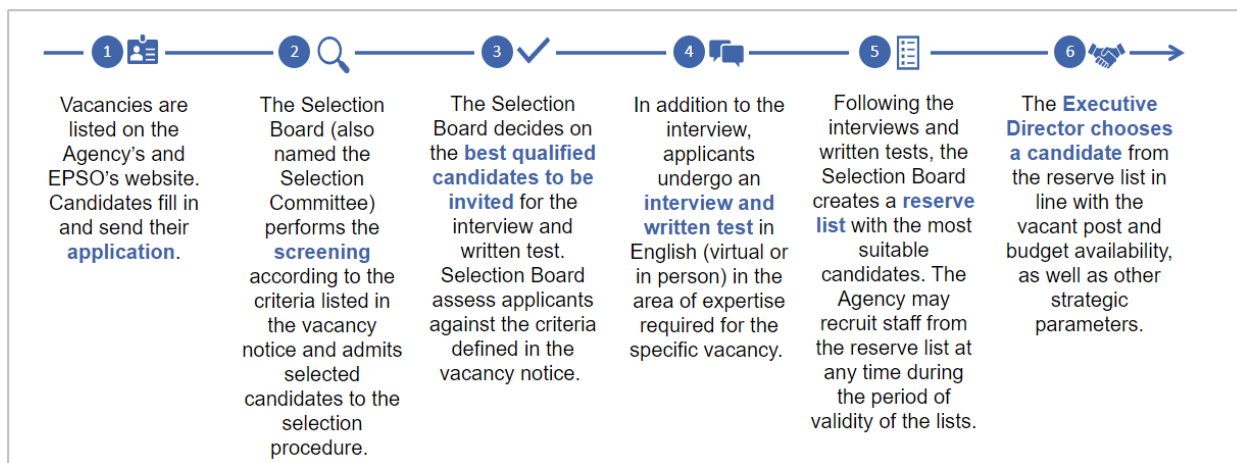 1
Vacancies are
listed on the
Agency's and
EPSO's website.
Candidates fill in
and send their
application.
2
The Selection
Board (also
named the
Selection
Committee)
performs the
screening
according to the
criteria listed in
the vacancy
notice and admits
selected
candidates to the
selection
procedure.
3
The Selection
Board decides on
the best qualified
candidates to be
invited for the
interview and
written test.
Selection Board
assess applicants
against the criteria
defined in the
vacancy notice.
4
In addition to the
interview,
applicants
undergo an
interview and
written test in
English (virtual or
in person) in the
area of expertise
required for the
specific vacancy.
5
Following the
interviews and
written tests, the
Selection Board
creates a reserve
list with the most
suitable
candidates. The
Agency may
recruit staff from
the reserve list at
any time during
the period of
validity of the lists.
6
The Executive
Director chooses
a candidate from
the reserve list in
line with the
vacant post and
budget availability,
as well as other
strategic
parameters.